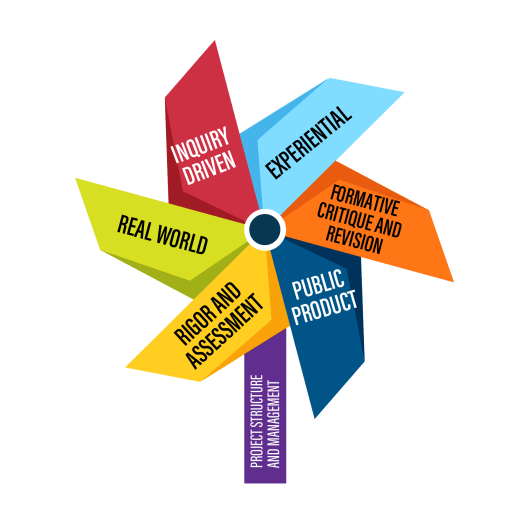 INQUIRY
DRIVEN
EXPERIENTIAL
FORMATIVE
CRITIQUE AND
REVISION
REAL WORLD
PUBLIC
PRODUCT
RIGOR AND
ASSESSMENT
PROJECT STRUCTURE
AND MANAGEMENT